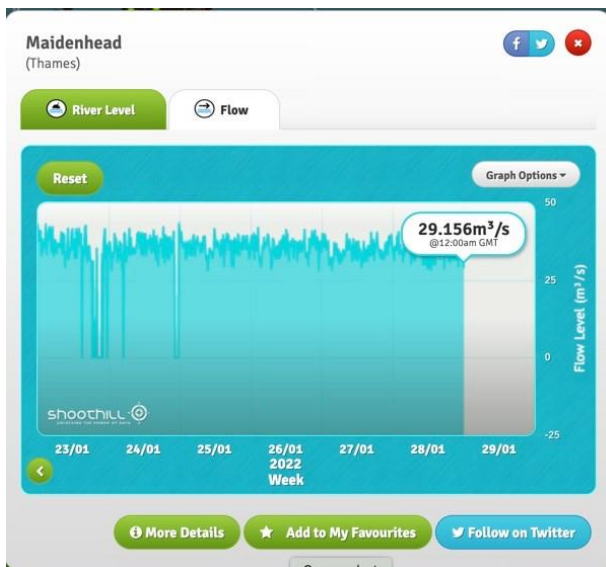 Maidenhead
(Thames)
River Level
Flow
Reset
Graph Options
50
29.156m³/s
@12:00am GMT
25
Flow Level (m³/s)
0
shoothill
-25
23/01 24/01 25/01 26/01 27/01 28/01 29/01
2022
Week
More Details
Add to My Favourites
Follow on Twitter